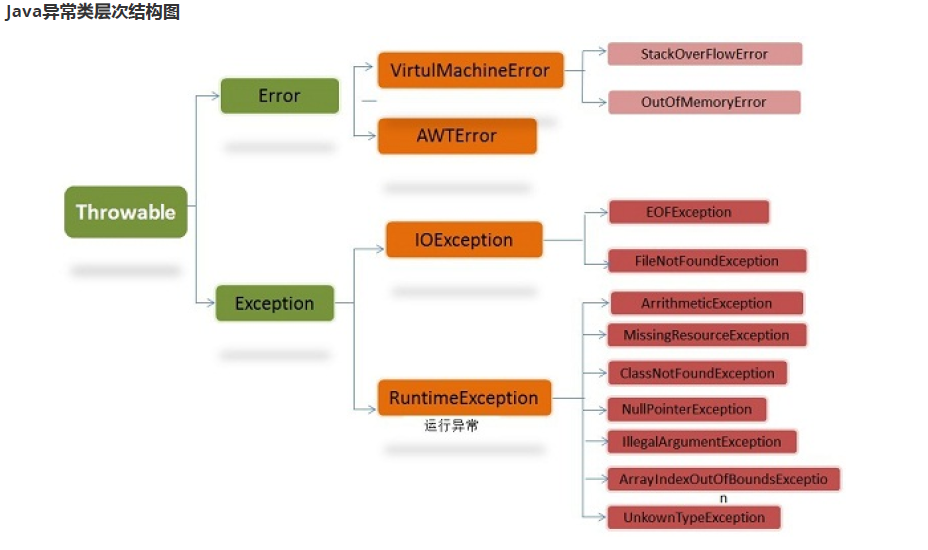 Java异常类层次结构图
Throwable
Error
VirtulMachineError
StackOverFlowError
OutOfMemoryError
AWTError
Exception
IOException
EOFException
FileNotFoundException
RuntimeException
运行异常
ArrithmeticException
MissingResourceException
ClassNotFoundException
NullPointerException
IllegalArgumentException
ArrayIndexOutOfBoundsExceptio
n
UnkownTypeException